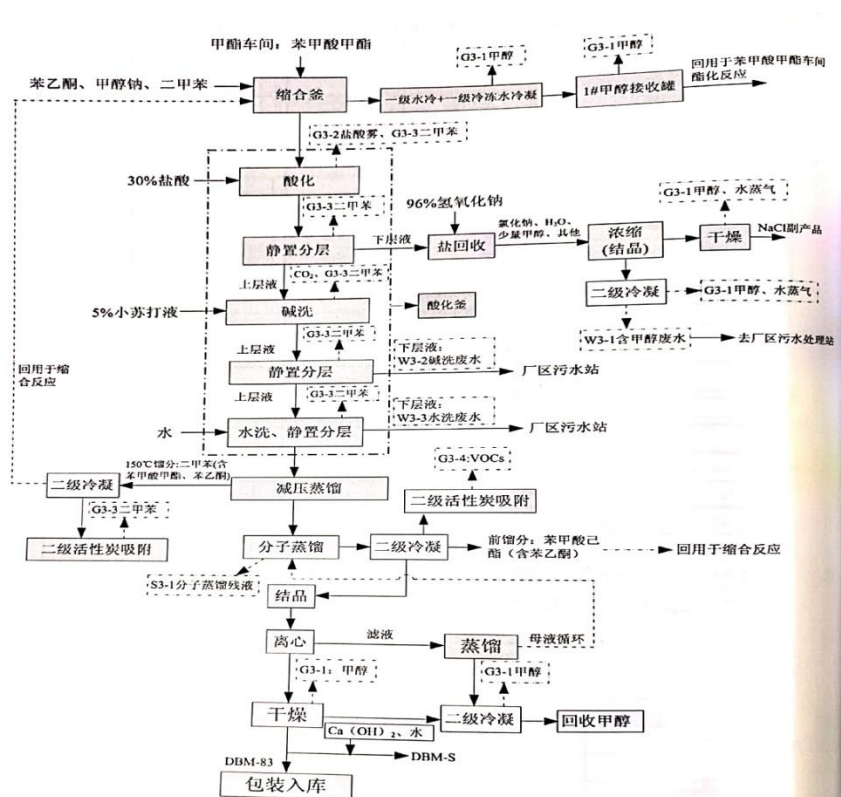 甲酯车间：苯甲酸甲酯
G3-1甲醇
G3-1甲醇
回用于苯甲酸甲酯车间
酯化反应
苯乙酮、甲醇钠、二甲苯
缩合釜
一级水冷+一级冷冻水冷凝
1#甲醇接收罐
G3-2盐酸雾、G3-3二甲苯
30%盐酸
酸化
G3-3二甲苯
96%氢氧化钠
G3-1甲醇、水蒸气
静置分层
下层液
盐回收
氯化钠、H₂O、
少量甲醇、其他
浓缩
(结晶)
干燥
NaCl副产品
上层液
CO₂、G3-3二甲苯
5%小苏打液
碱洗
酸化釜
二级冷凝
G3-1甲醇、水蒸气
G3-3二甲苯
上层液
W3-1含甲醇废水
去厂区污水处理站
静置分层
下层液：
W3-2碱洗废水
厂区污水站
回用于缩
合反应
上层液
G3-3二甲苯
水
水洗、静置分层
下层液：
W3-3水洗废水
厂区污水站
150℃馏分:二甲苯(含
苯甲酸甲酯、苯乙酮)
G3-4:VOCs
二级冷凝
减压蒸馏
二级活性炭吸附
G3-3二甲苯
二级活性炭吸附
分子蒸馏
二级冷凝
前馏分：苯甲酸己
酯（含苯乙酮）
回用于缩合反应
S3-1分子蒸馏残液
结晶
离心
滤液
蒸馏
母液循环
G3-1：甲醇
G3-1甲醇
干燥
二级冷凝
回收甲醇
Ca（OH）₂、水
DBM-83
DBM-S
包装入库